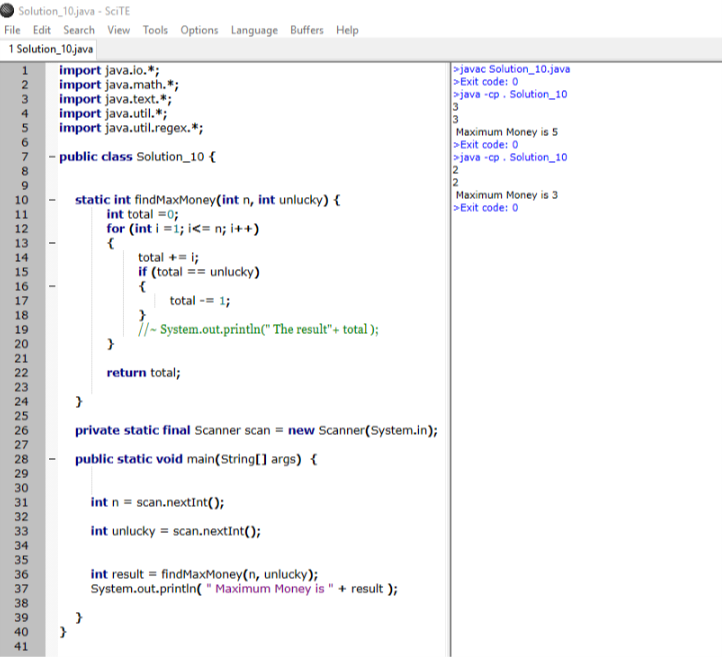 Solution_10.java - SciTE
File Edit Search View Tools Options Language Buffers Help
1 Solution_10.java
1 import java.io.*;
2 import java.math.*;
3 import java.text.*;
4 import java.util.*;
5 import java.util.regex.*;
6
7 public class Solution_10 {
8
9
10 static int findMaxMoney(int n, int unlucky) {
11 int total =0;
12 for (int i =1; i<= n; i++)
13 {
14 total += i;
15 if (total == unlucky)
16 {
17 total -= 1;
18 }
19 //~ System.out.println(" The result"+ total );
20 }
21
22 return total;
23
24 }
25
26 private static final Scanner scan = new Scanner(System.in);
27
28 public static void main(String[] args) {
29
30
31 int n = scan.nextInt();
32
33 int unlucky = scan.nextInt();
34
35
36 int result = findMaxMoney(n, unlucky);
37 System.out.println( " Maximum Money is " + result );
38
39 }
40 }
41
>javac Solution_10.java
>Exit code: 0
>java -cp . Solution_10
3
3
Maximum Money is 5
>Exit code: 0
>java -cp . Solution_10
2
2
Maximum Money is 3
>Exit code: 0